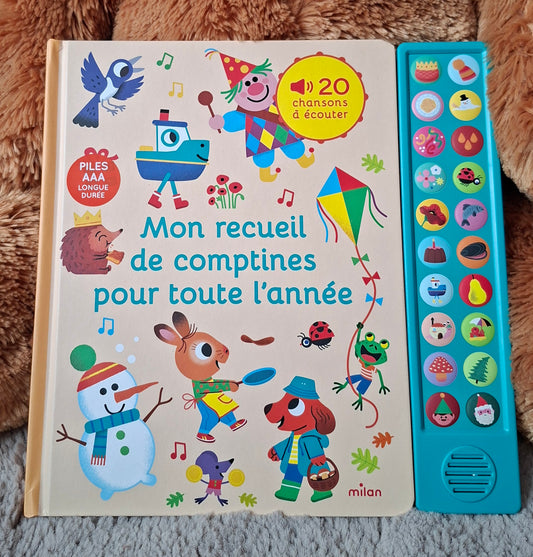 20
chansons
à écouter
PILES
AAA
LONGUE
DURÉE
Mon recueil
de comptines
pour toute l'année
milan